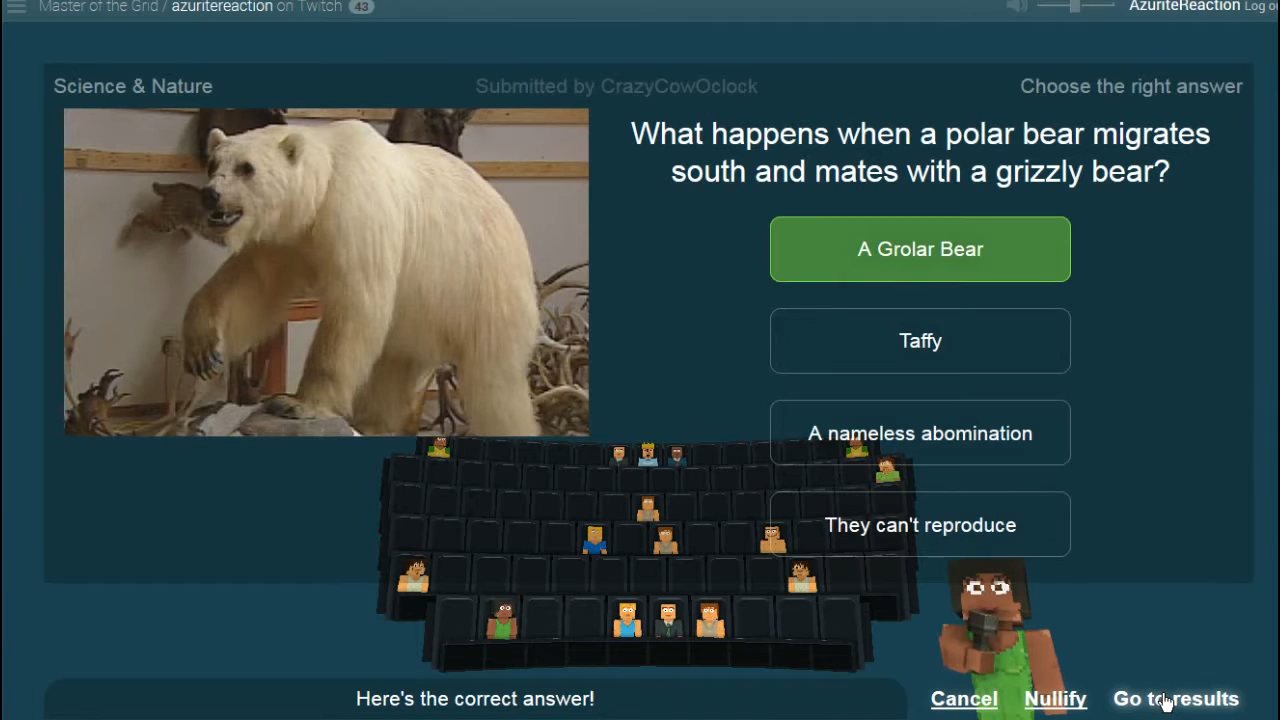 Master of the Grid / azuritereaction on Twitch 43
AzuriteReaction Log
Science & Nature
Submitted by CrazyCowOclock
Choose the right answer
What happens when a polar bear migrates
south and mates with a grizzly bear?
A Grolar Bear
Taffy
A nameless abomination
They can't reproduce
Here's the correct answer!
Cancel Nullify Go to results